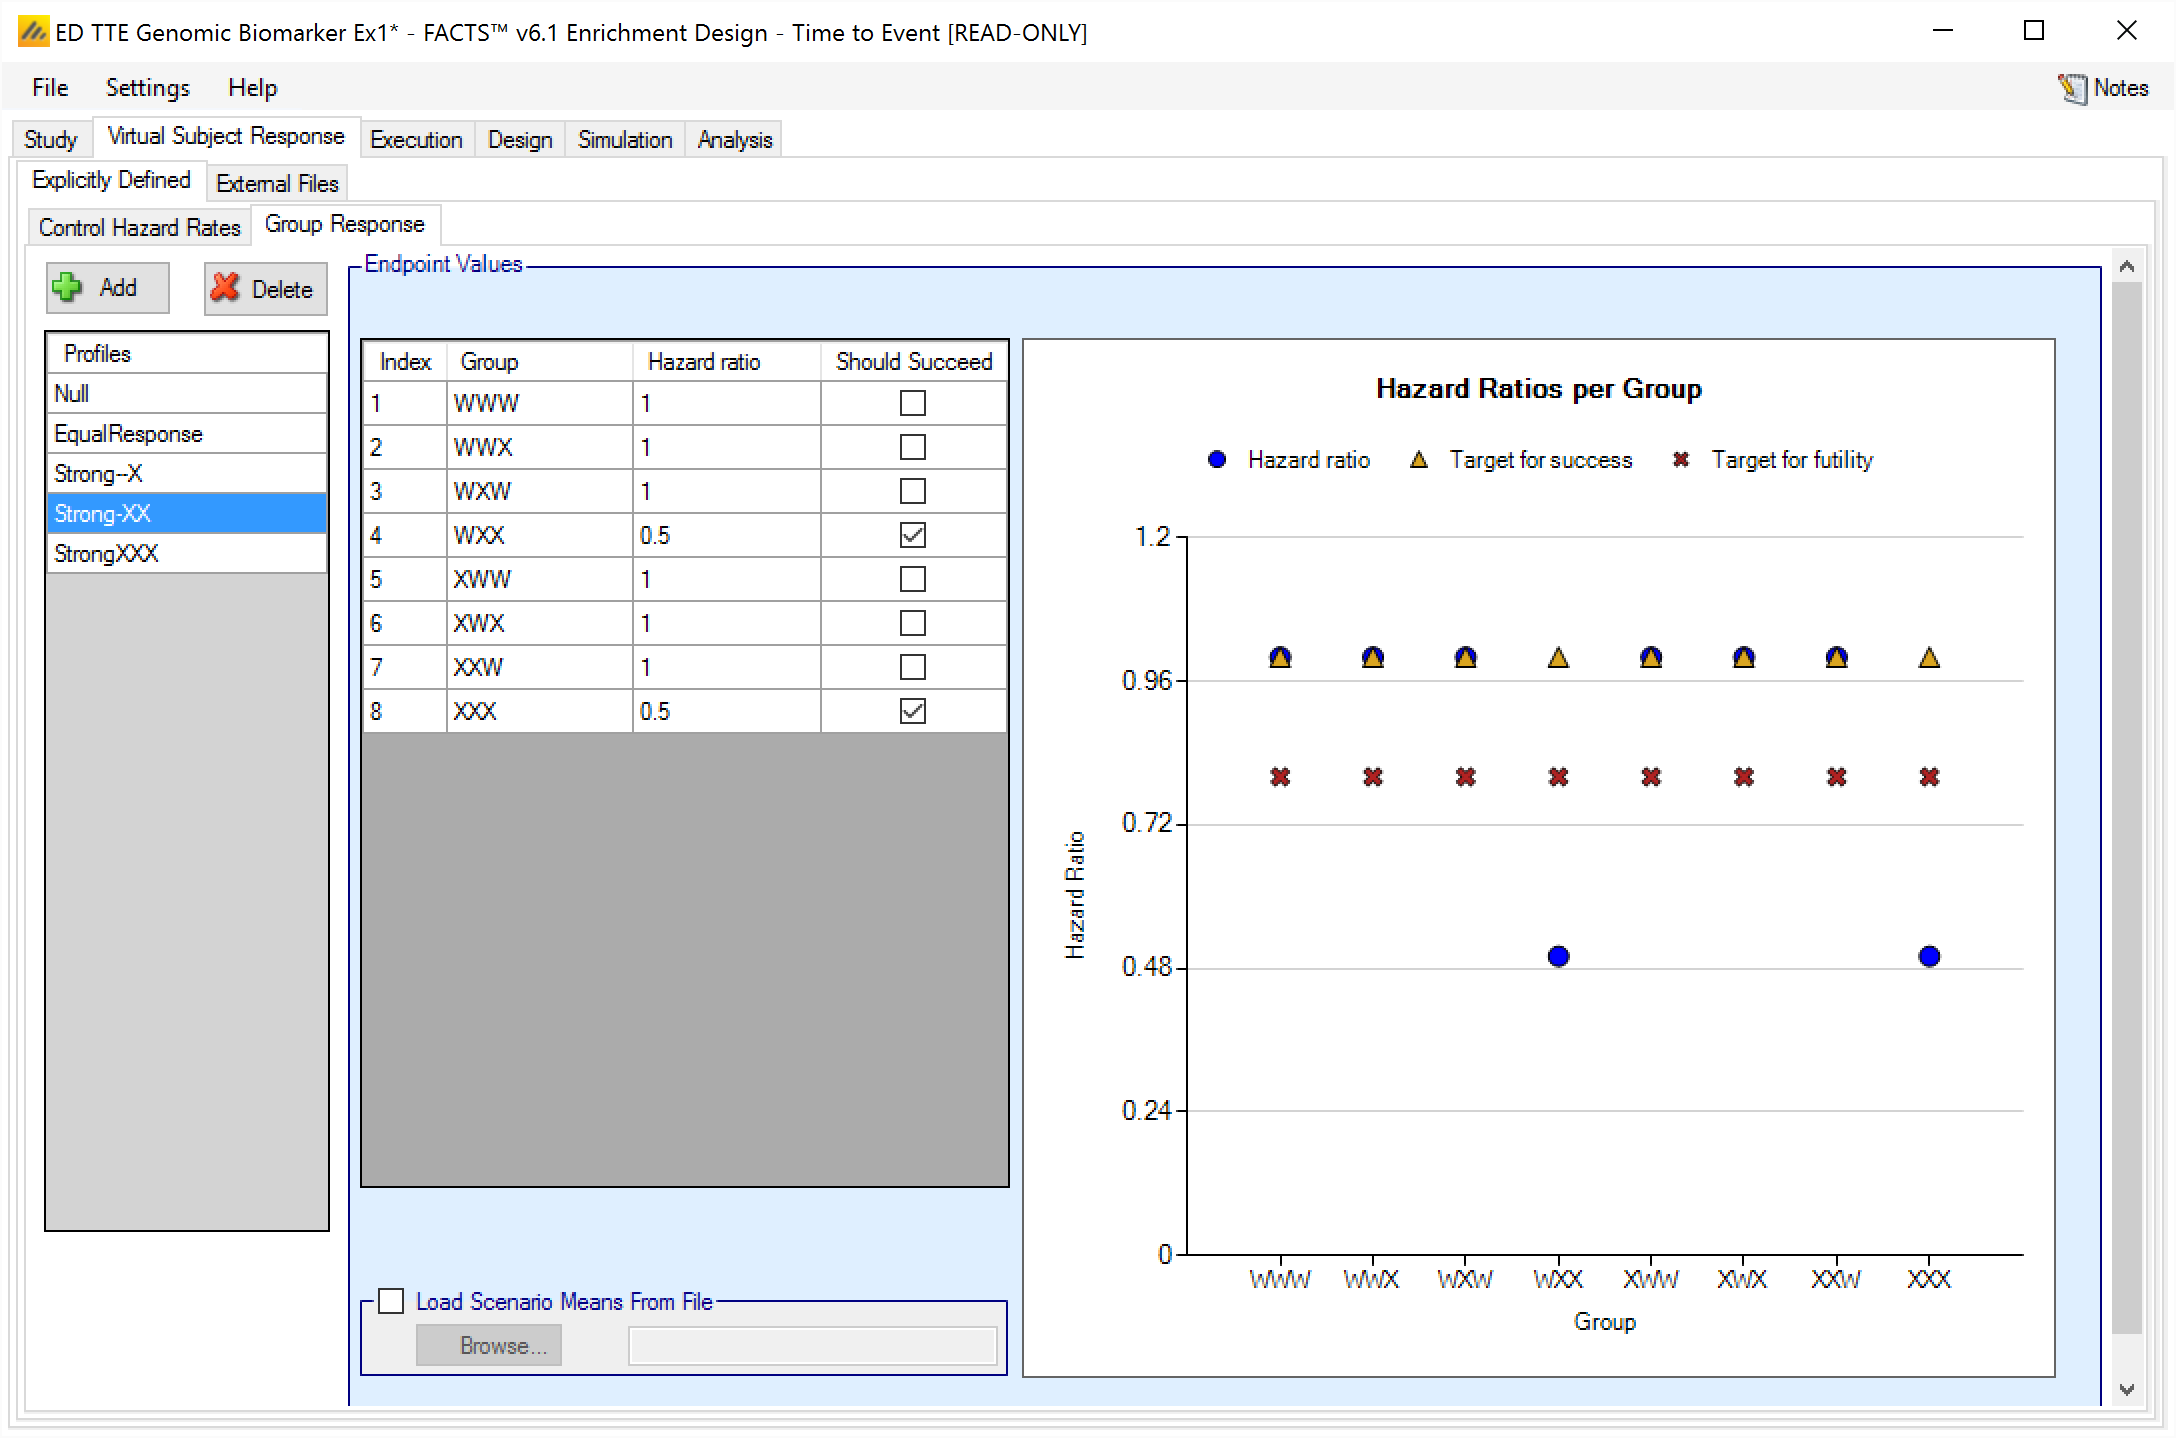 ED TTE Genomic Biomarker Ex1* - FACTS™ v6.1 Enrichment Design - Time to Event [READ-ONLY]
File Settings Help Notes
Study Virtual Subject Response Execution Design Simulation Analysis
Explicitly Defined External Files
Control Hazard Rates Group Response
Add Delete
Profiles
Null
EqualResponse
Strong--X
Strong-XX
StrongXXX
Endpoint Values
Index Group Hazard ratio Should Succeed
1 WWW 1
2 WWX 1
3 WXW 1
4 WXX 0.5
5 XWW 1
6 XWX 1
7 XXW 1
8 XXX 0.5
Load Scenario Means From File
Browse...
Hazard Ratios per Group
Hazard ratio Target for success Target for futility
1.2
0.96
0.72
0.48
0.24
0
Hazard Ratio
WWW WWX WXW WXX XWW XWX XXW XXX
Group